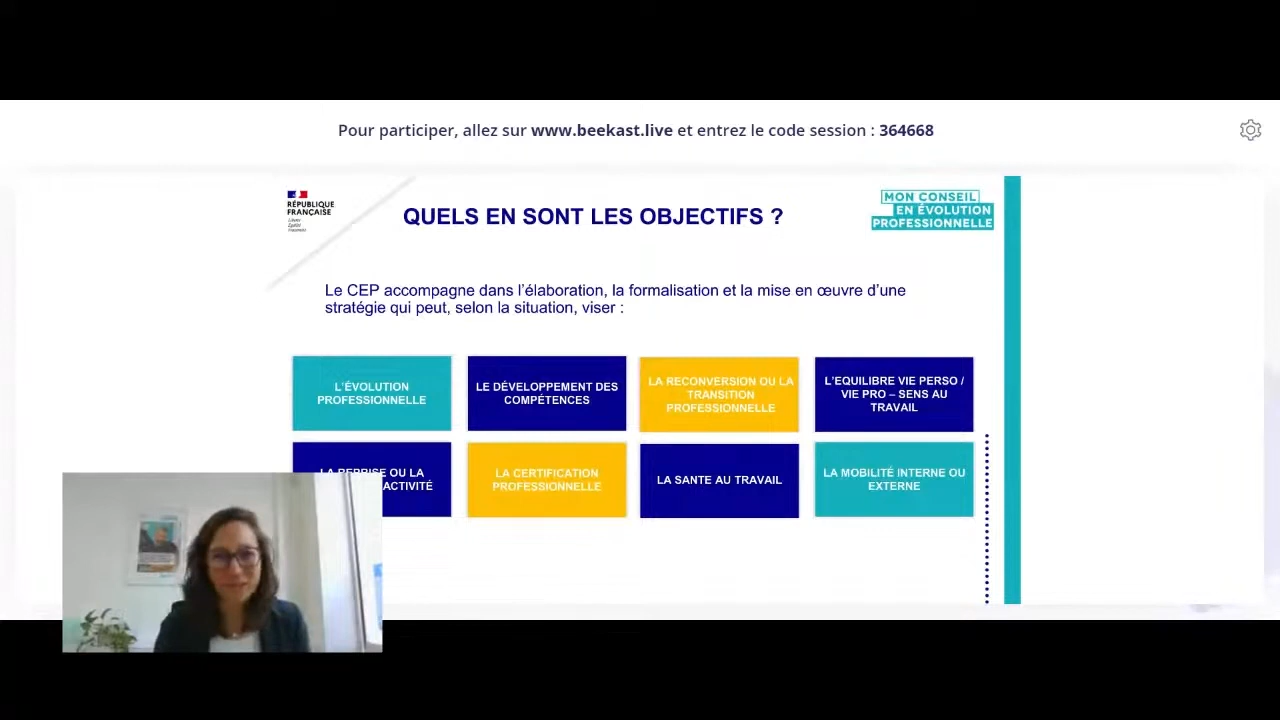 Pour participer, allez sur www.beekast.live et entrez le code session : 364668
RÉPUBLIQUE
FRANÇAISE
Liberté
Égalité
Fraternité
QUELS EN SONT LES OBJECTIFS ?
MON CONSEIL
EN ÉVOLUTION
PROFESSIONNELLE
Le CEP accompagne dans l'élaboration, la formalisation et la mise en œuvre d'une
stratégie qui peut, selon la situation, viser :
L'ÉVOLUTION
PROFESSIONNELLE
LE DÉVELOPPEMENT DES
COMPÉTENCES
LA RECONVERSION OU LA
TRANSITION
PROFESSIONNELLE
L'EQUILIBRE VIE PERSO /
VIE PRO – SENS AU
TRAVAIL
LA REPRISE OU LA
ACTIVITÉ
LA CERTIFICATION
PROFESSIONNELLE
LA SANTE AU TRAVAIL
LA MOBILITÉ INTERNE OU
EXTERNE